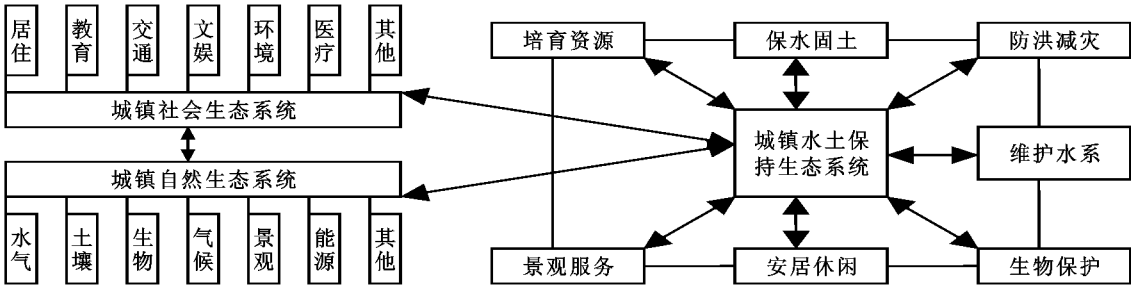 居住
教育
交通
文娱
环境
医疗
其他
城镇社会生态系统
城镇自然生态系统
水气
土壤
生物
气候
景观
能源
其他
培育资源
保水固土
防洪减灾
城镇水土保
持生态系统
维护水系
景观服务
安居休闲
生物保护